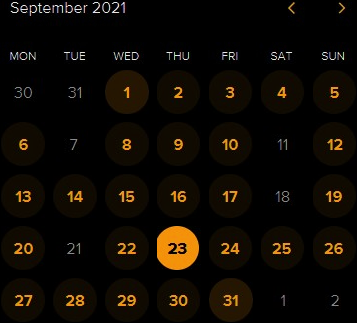 September 2021 < >
MON TUE WED THU FRI SAT SUN
30 31 1 2 3 4 5
6 7 8 9 10 11 12
13 14 15 16 17 18 19
20 21 22 23 24 25 26
27 28 29 30 31 1 2